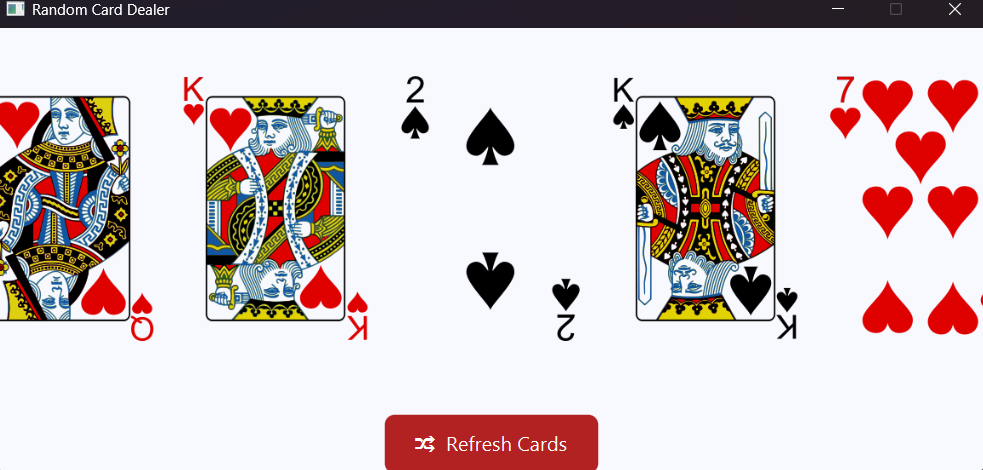 Random Card Dealer
K 2 K 7
Q K 2 K
Refresh Cards